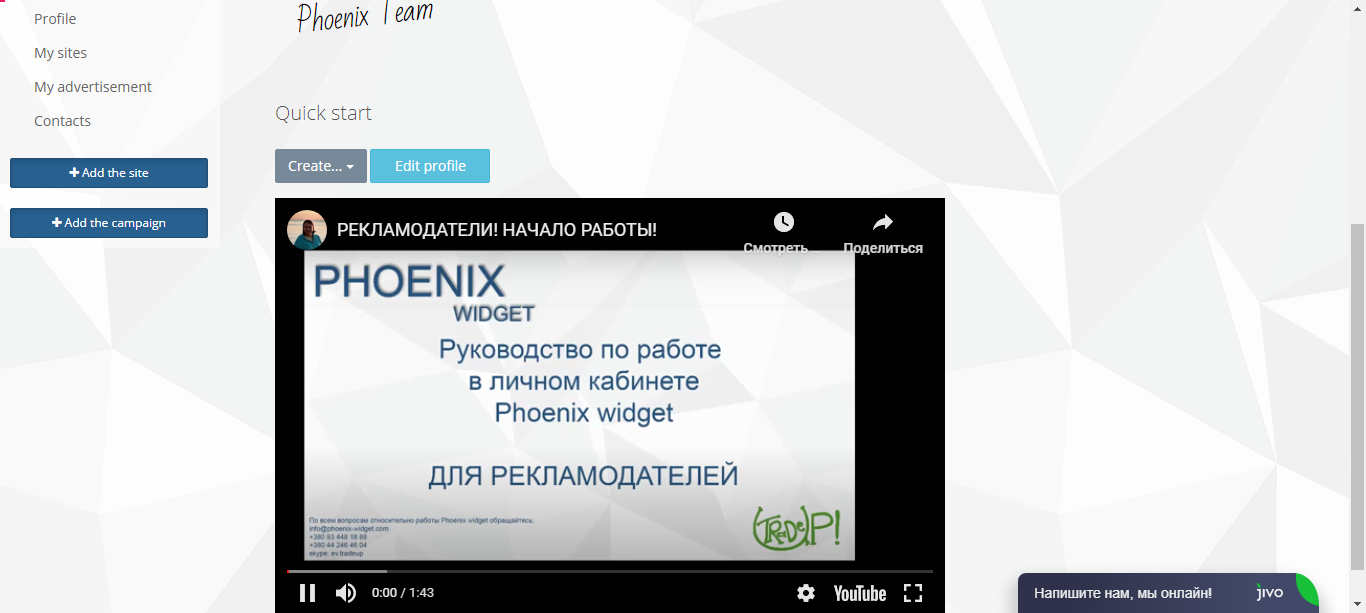 Phoenix Team
Profile
My sites
My advertisement
Contacts
Add the site
Add the campaign
Quick start
Create...
Edit profile
РЕКЛАМОДАТЕЛИ! НАЧАЛО РАБОТЫ!
Смотреть ...
Поделиться
PHOENIX
WIDGET
Руководство по работе
в личном кабинете
Phoenix widget
ДЛЯ РЕКЛАМОДАТЕЛЕЙ
По всем вопросам относительно работы Phoenix widget обращайтесь:
info@phoenix-widget.com
+380 93 448 18 88
+380 44 246 46 04
skype: ev.tradeup
TRadeUP!
0:00 / 1:43
YouTube
Напишите нам, мы онлайн!
jivo